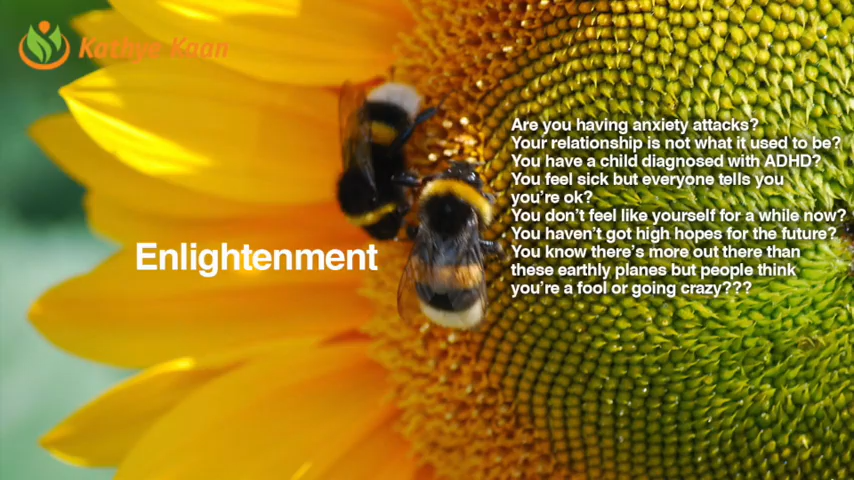 Kathye Kaan
Enlightenment
Are you having anxiety attacks?
Your relationship is not what it used to be?
You have a child diagnosed with ADHD?
You feel sick but everyone tells you
you're ok?
You don't feel like yourself for a while now?
You haven't got high hopes for the future?
You know there's more out there than
these earthly planes but people think
you're a fool or going crazy???